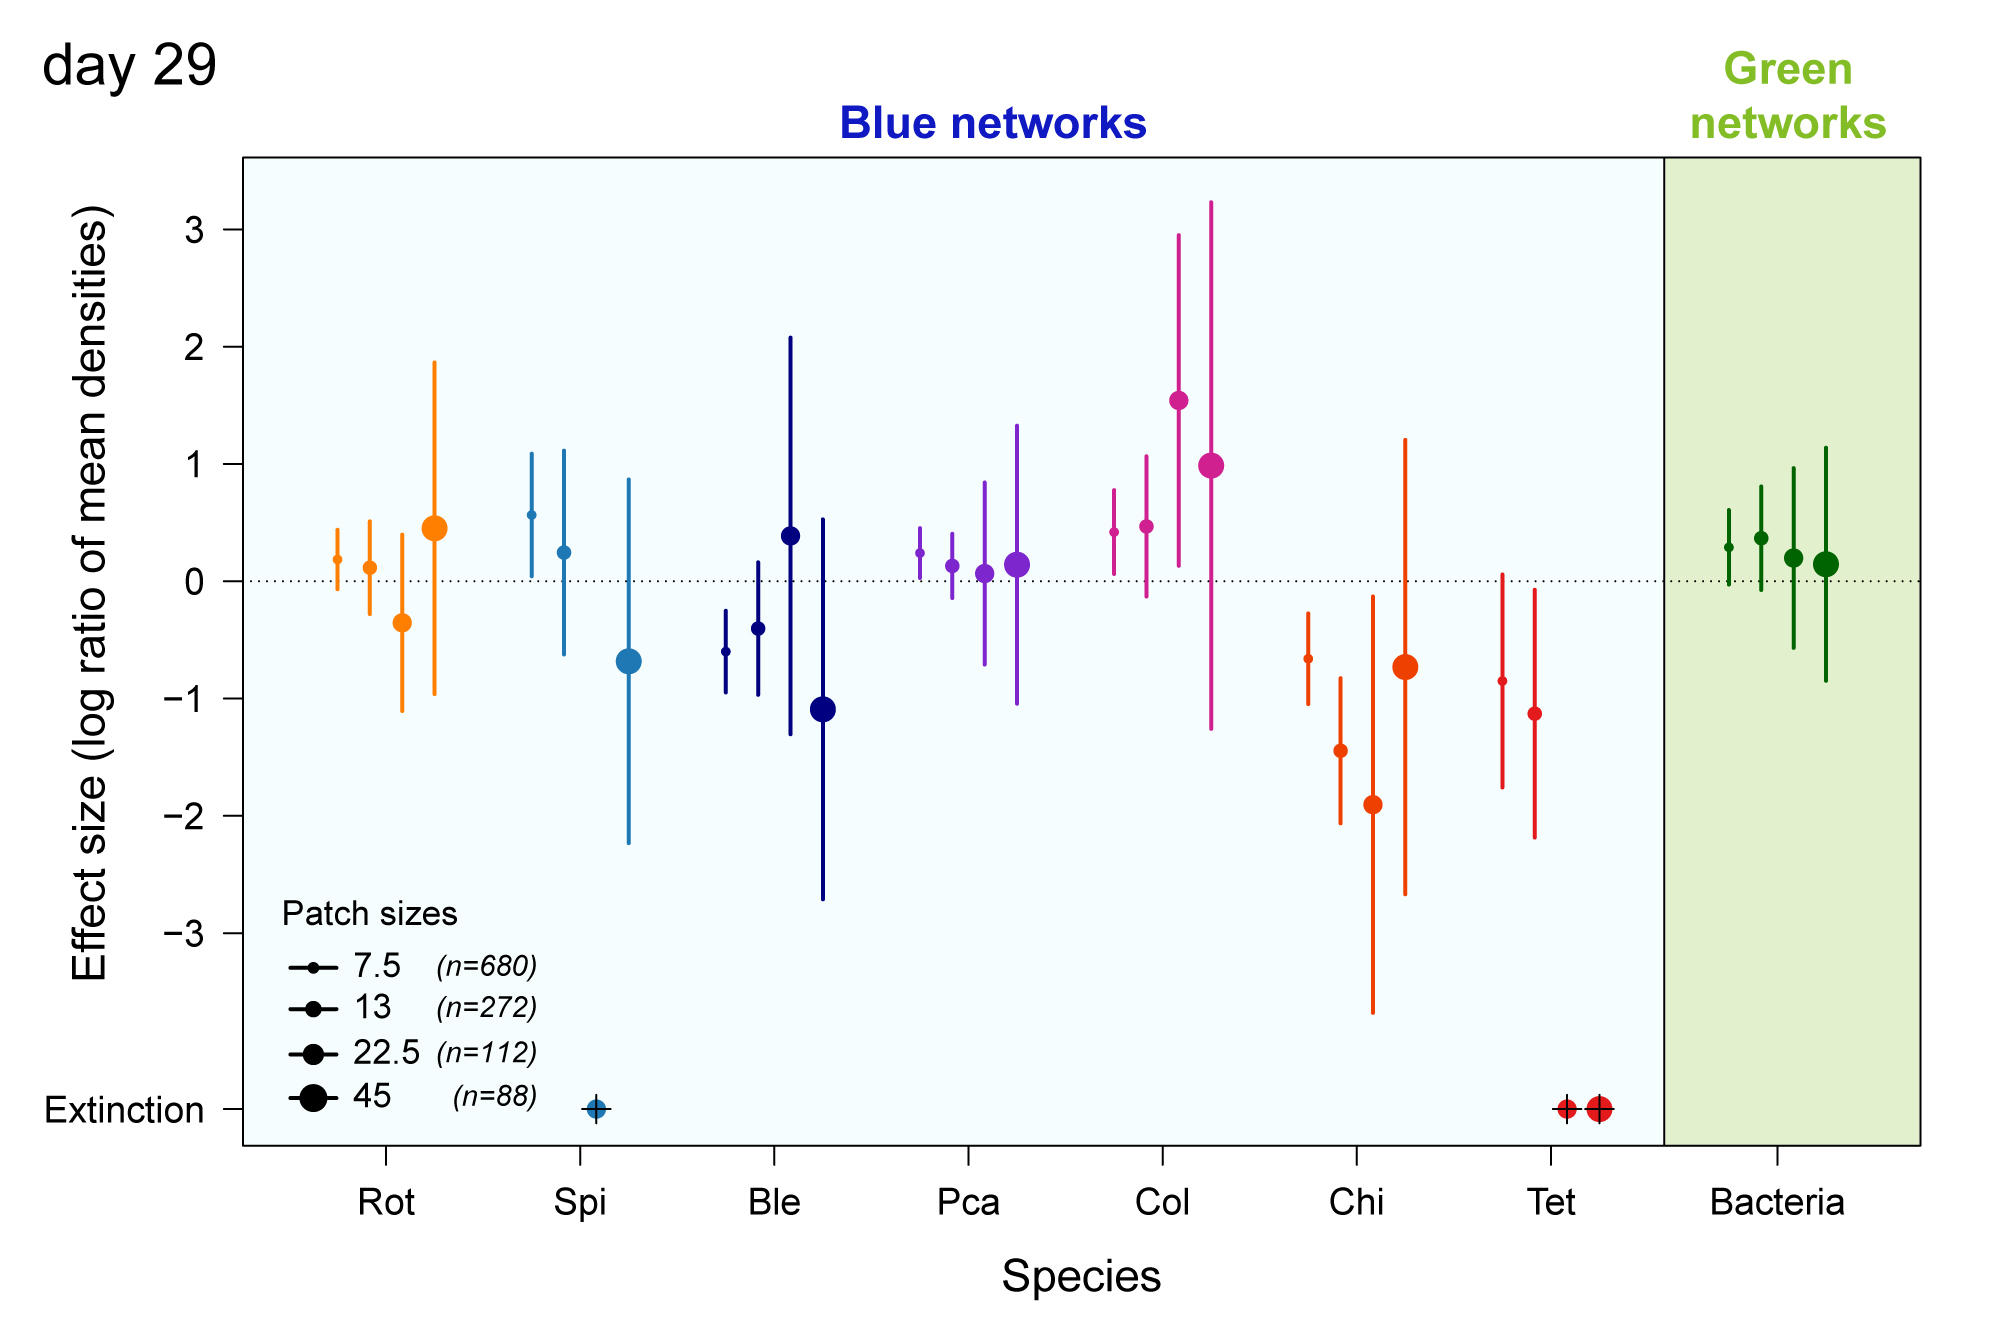 day 29
Blue networks
Green
networks
Effect size (log ratio of mean densities)
3
2
1
0
−1
−2
−3
Extinction
Patch sizes
7.5 (n=680)
13 (n=272)
22.5 (n=112)
45 (n=88)
Rot Spi Ble Pca Col Chi Tet Bacteria
Species